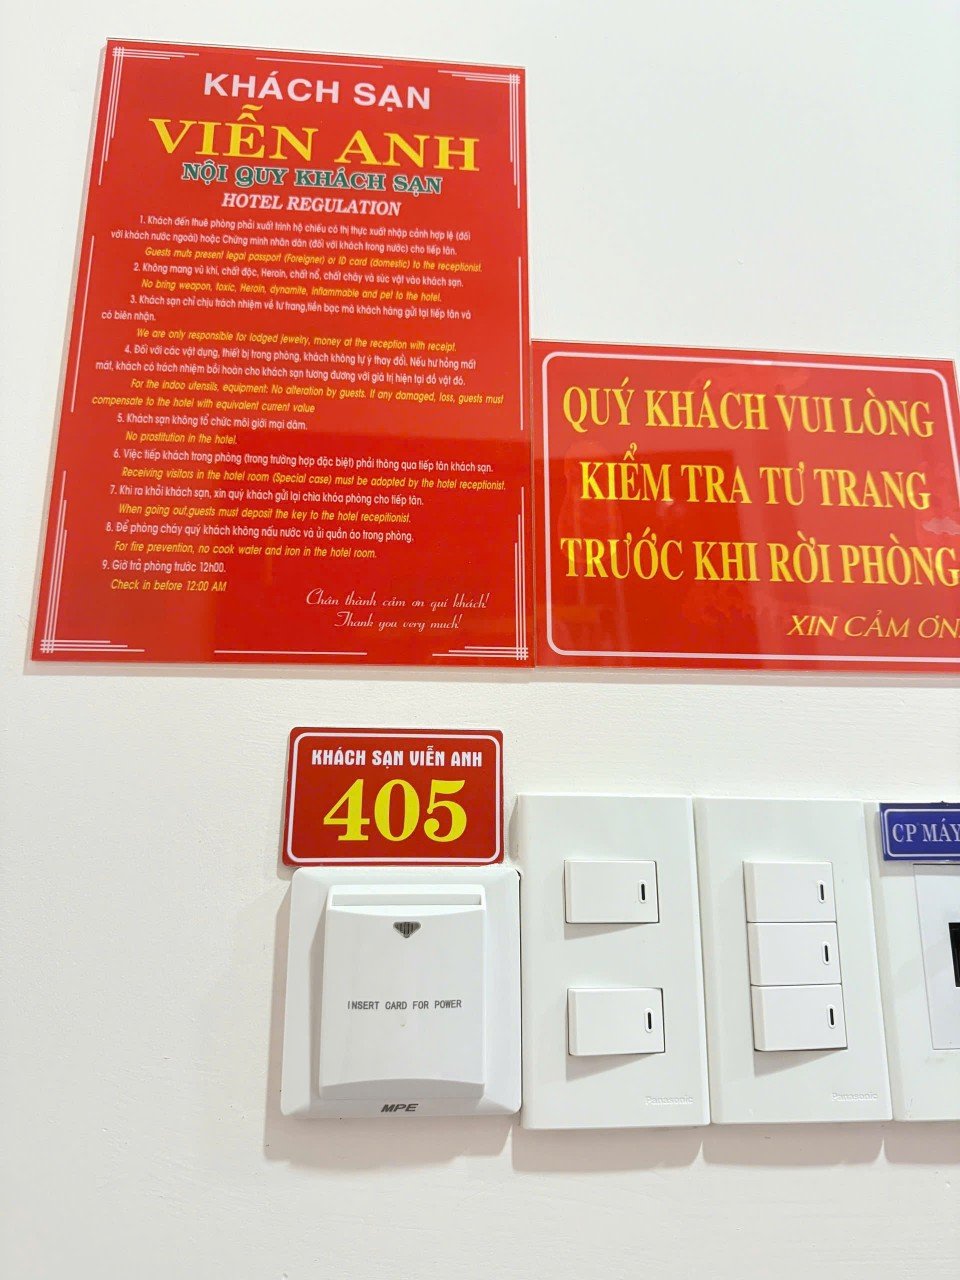 KHÁCH SẠN
VIỄN ANH
NỘI QUY KHÁCH SẠN
HOTEL REGULATION
1. Khách đến thuê phòng phải xuất trình hộ chiếu có thị thực xuất nhập cảnh hợp lệ (đối
với khách nước ngoài) hoặc Chứng minh nhân dân (đối với khách trong nước) cho tiếp tân.
Guests muts present legal passport (Foreigner) or ID card (domestic) to the receptionist.
2. Không mang vũ khí, chất độc, Heroin, chất nổ, chất cháy và súc vật vào khách sạn.
No bring weapon, toxic, Heroin, dynamite, inflammable and pet to the hotel.
3. Khách sạn chỉ chịu trách nhiệm về tư trang,tiền bạc mà khách hàng gửi tại tiếp tân và
có biên nhận.
We are only responsible for lodged jewelry, money at the reception with receipt.
4. Đối với các vật dụng, thiết bị trong phòng, khách không tự ý thay đổi. Nếu hư hỏng mất
mát, khách có trách nhiệm bồi hoàn cho khách sạn tương đương với giá trị hiện tại đồ vật đó.
For the indoo utensils, equipment: No alteration by guests. If any damaged, loss, guests must
compensate to the hotel with equivalent current value
5. Khách sạn không tổ chức môi giới mại dâm.
No prostitution in the hotel.
6. Việc tiếp khách trong phòng (trong trường hợp đặc biệt) phải thông qua tiếp tân khách sạn.
Receiving visitors in the hotel room (Special case) must be adopted by the hotel receptionist.
7. Khi ra khỏi khách sạn, xin quý khách gửi lại chìa khóa phòng cho tiếp tân.
When going out,guests must deposit the key to the hotel recepitionist.
8. Để phòng cháy quý khách không nấu nước và ủi quần áo trong phòng.
For fire prevention, no cook water and iron in the hotel room.
9. Giờ trả phòng trước 12h00.
Check in before 12:00 AM
Chân thành cảm ơn quí khách!
Thank you very much!
QUÝ KHÁCH VUI LÒNG
KIỂM TRA TƯ TRANG
TRƯỚC KHI RỜI PHÒNG
XIN CẢM ƠN!
KHÁCH SẠN VIỄN ANH
405
CP MÁY
INSERT CARD FOR POWER
MPE
Panasonic
Panasonic